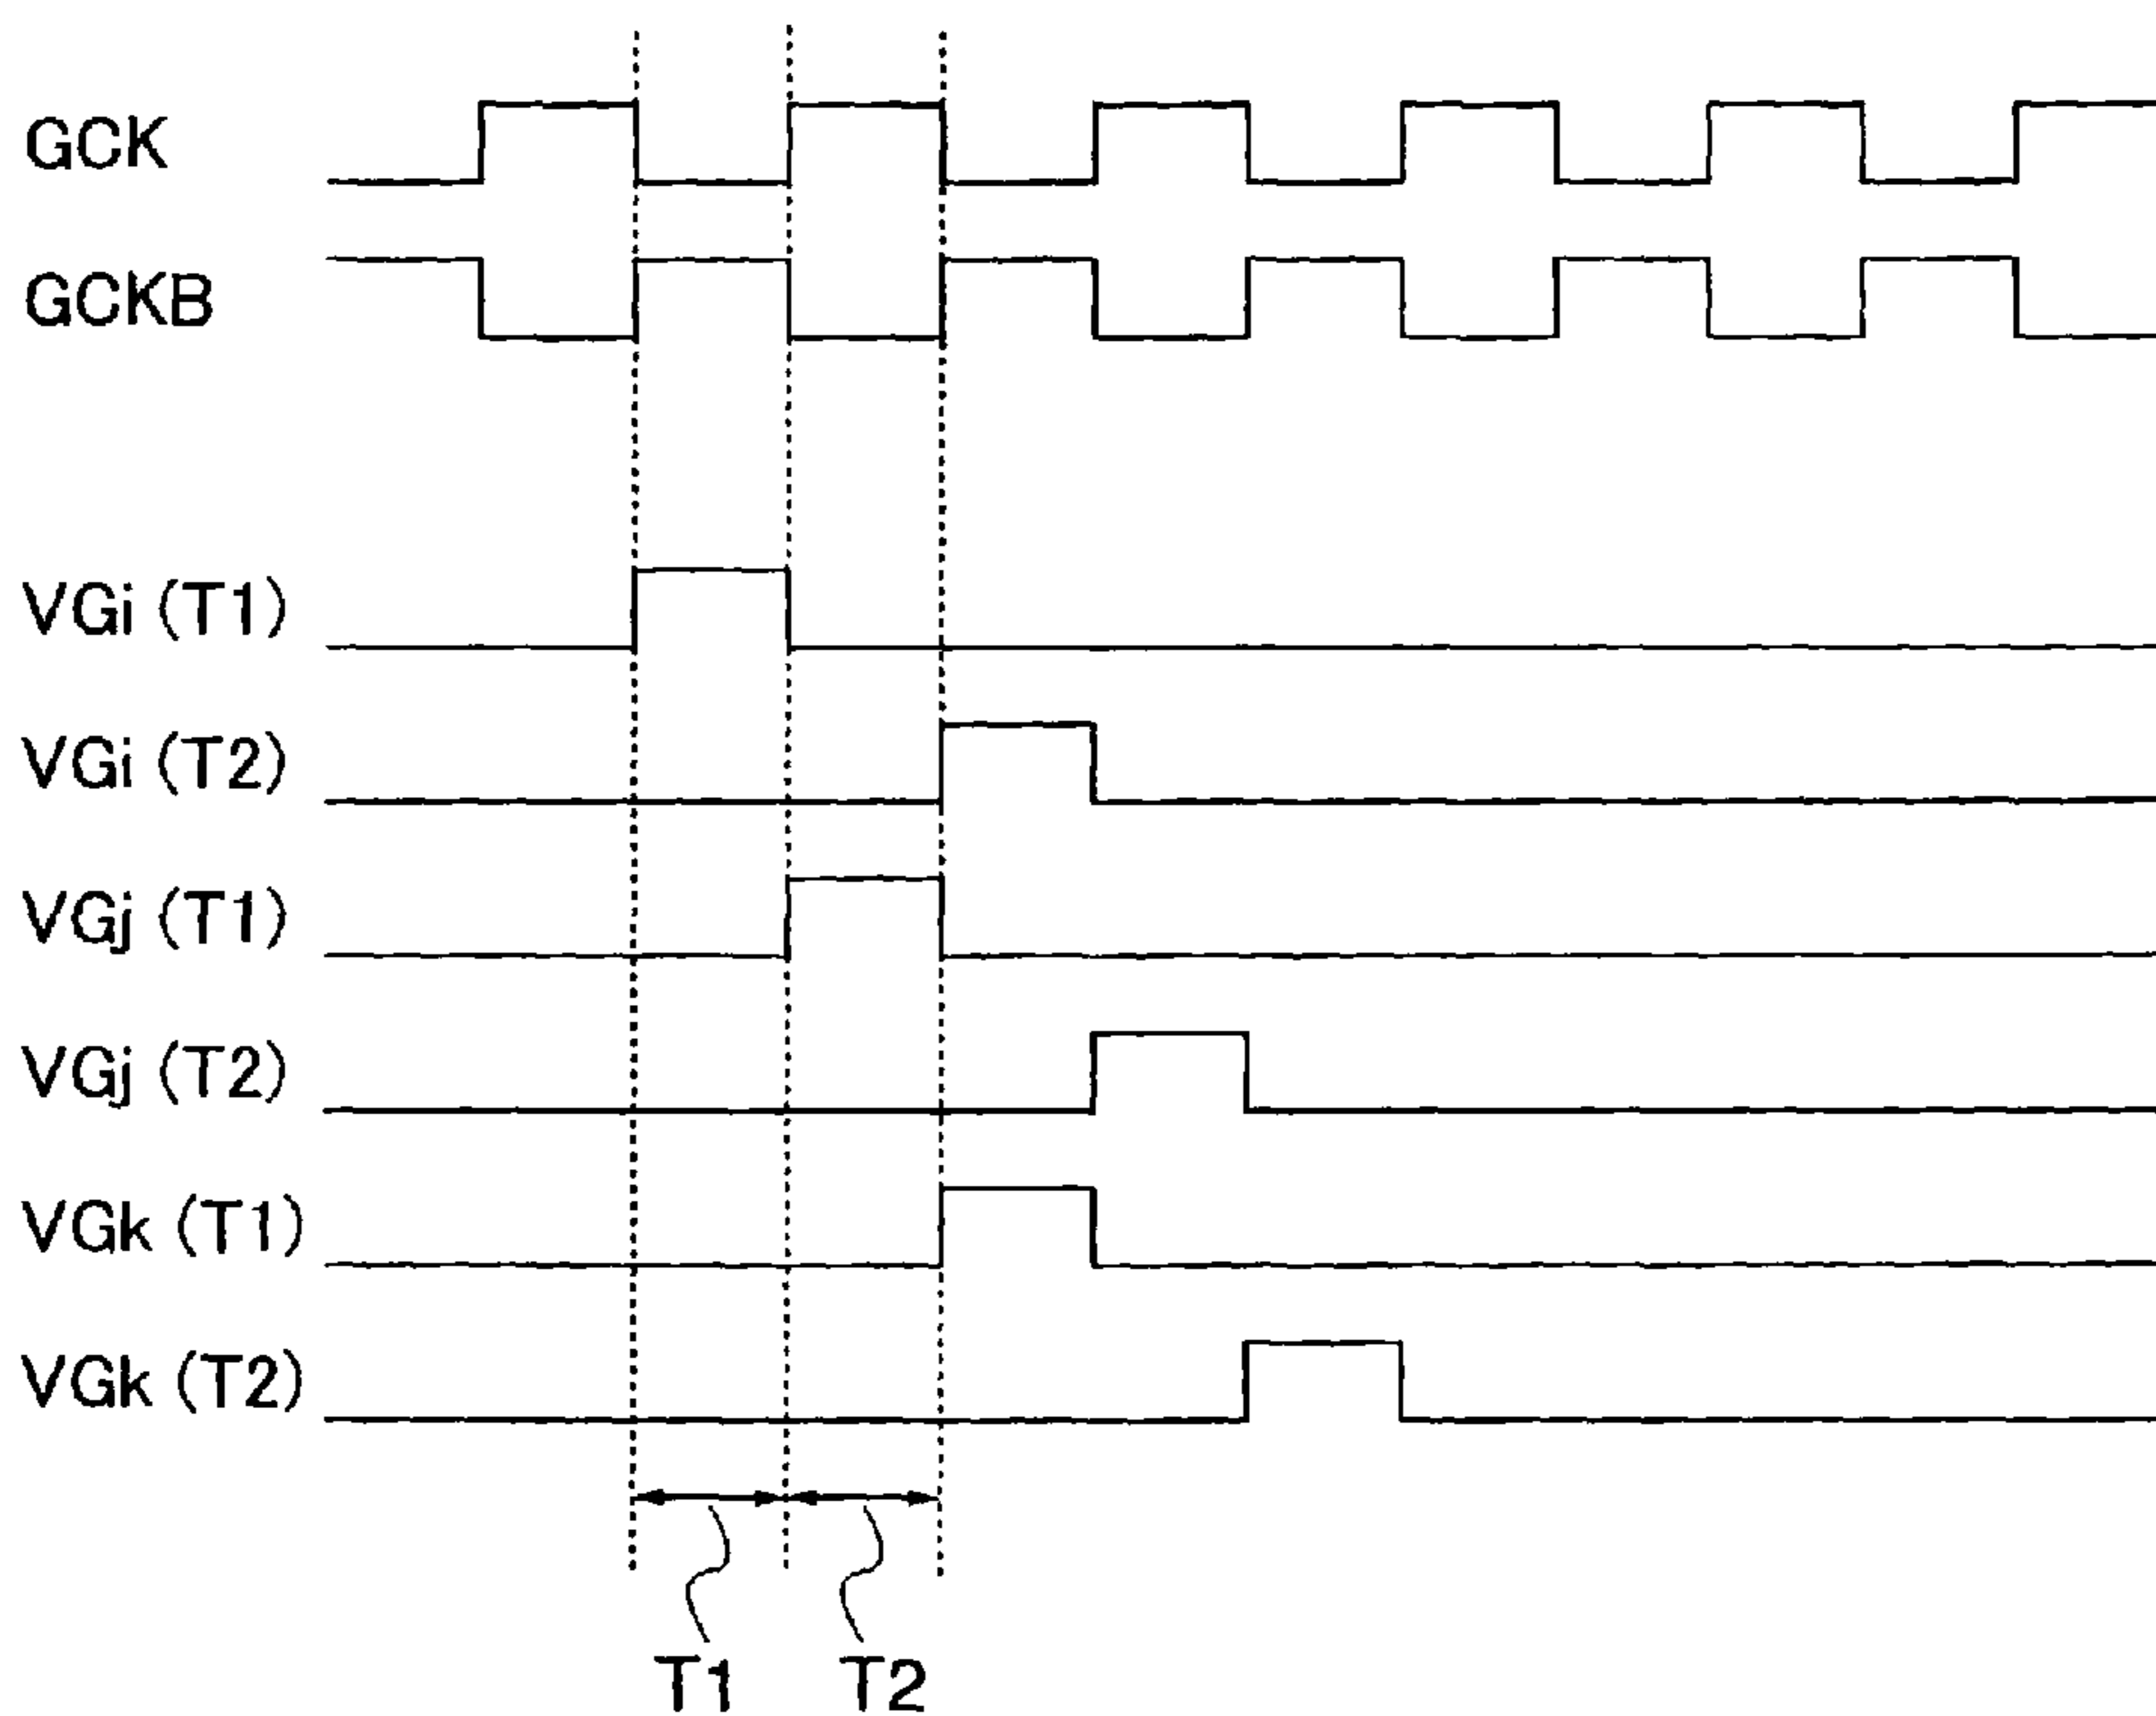 GCK
GCKB
VGi (T1)
VGi (T2)
VGj (T1)
VGj (T2)
VGk (T1)
VGk (T2)
T1 T2